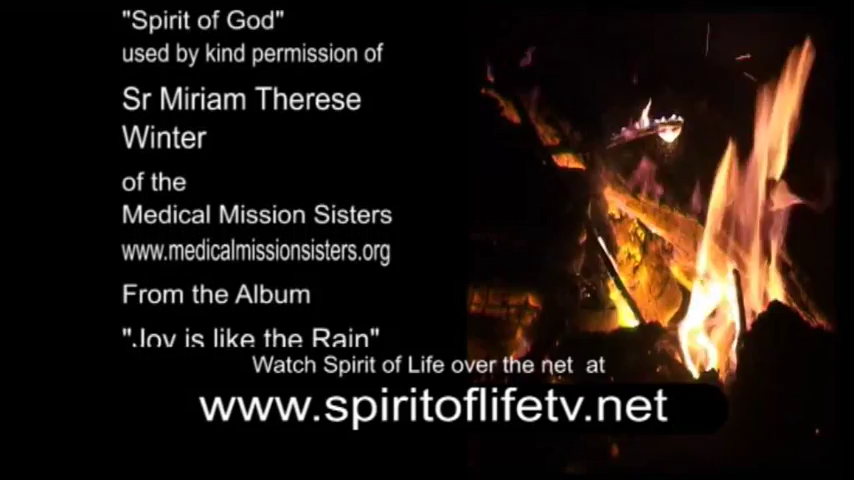 "Spirit of God"
used by kind permission of
Sr Miriam Therese
Winter
of the
Medical Mission Sisters
www.medicalmissionsisters.org
From the Album
"Joy is like the Rain"
Watch Spirit of Life over the net at
www.spiritoflifetv.net